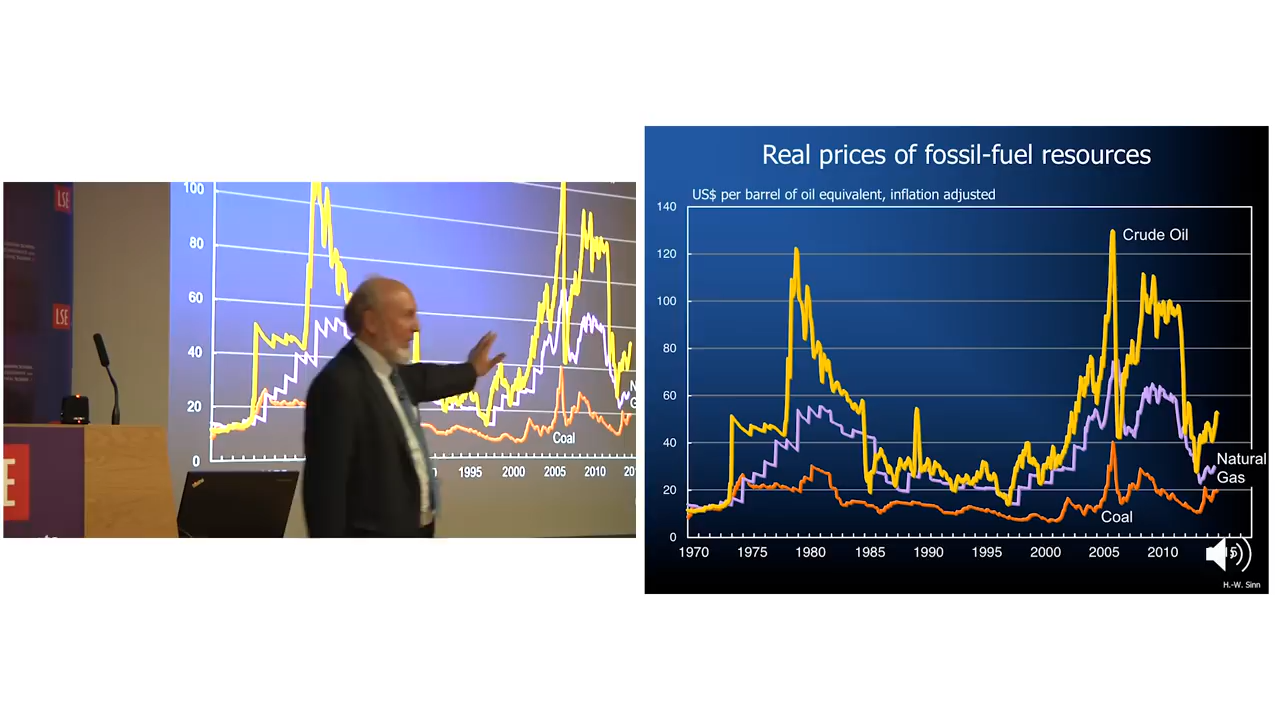 LSE
LSE
E
100
80
60
40
20
0
Coal
N
G
1995 2000 2005 2010
Real prices of fossil-fuel resources
US$ per barrel of oil equivalent, inflation adjusted
140
120
100
80
60
40
20
0
Crude Oil
Natural
Gas
Coal
1970 1975 1980 1985 1990 1995 2000 2005 2010
H.-W. Sinn